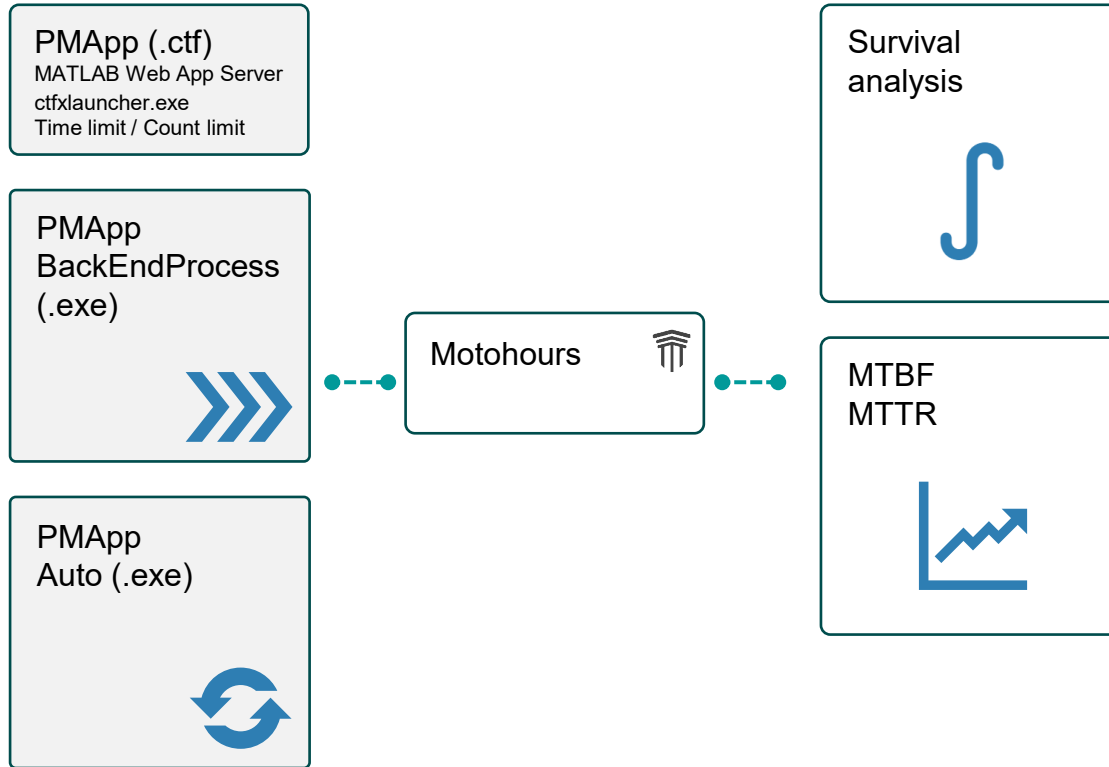 PMApp (.ctf)
MATLAB Web App Server
ctfxlauncher.exe
Time limit / Count limit
PMApp
BackEndProcess
(.exe)
PMApp
Auto (.exe)
Motohours
Survival
analysis
MTBF
MTTR